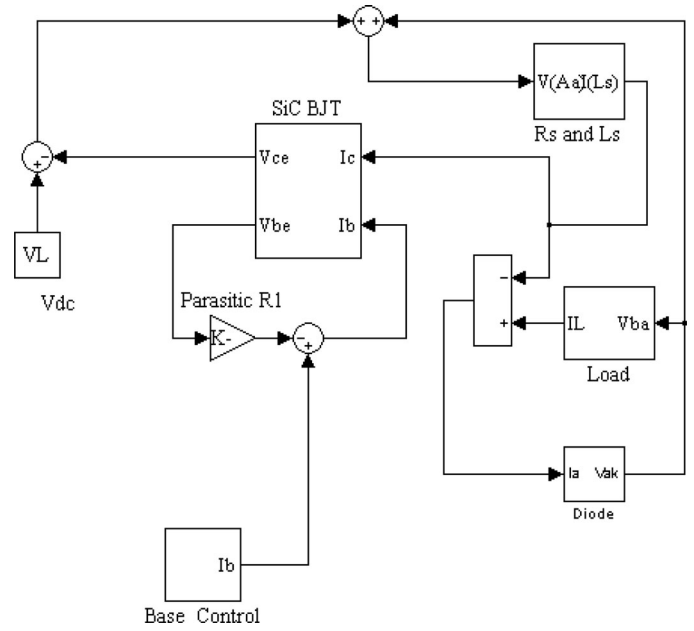 + +
V(Aa)I(Ls)
Rs and Ls
SiC BJT
Vce Ic
Vbe Ib
+ -
VL
Vdc
Parasitic R1
K-
- +
-
+
IL Vba
Load
Ia Vak
Diode
Ib
Base Control